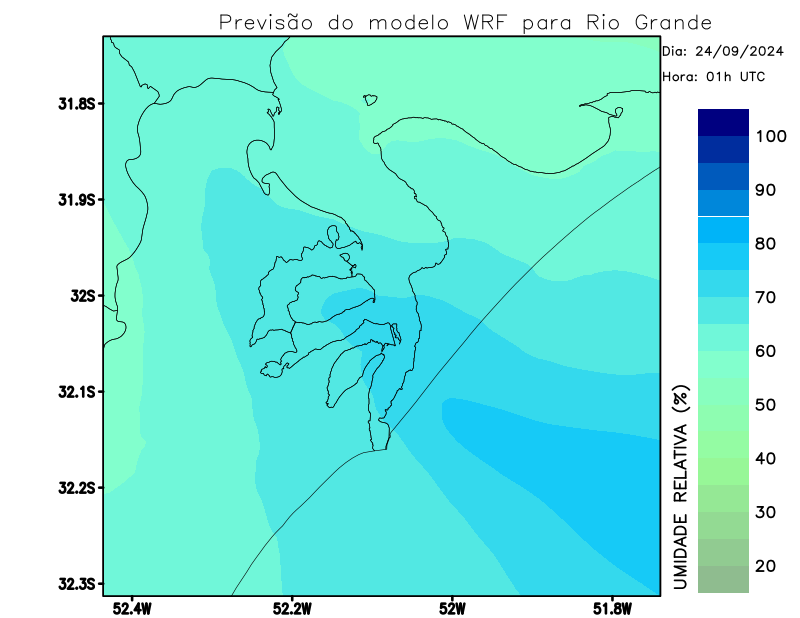 Previsão do modelo WRF para Rio Grande
Dia: 24/09/2024
Hora: 01h UTC
31.8S
31.9S
32S
32.1S
32.2S
32.3S
52.4W
52.2W
52W
51.8W
UMIDADE RELATIVA (%)
100
90
80
70
60
50
40
30
20